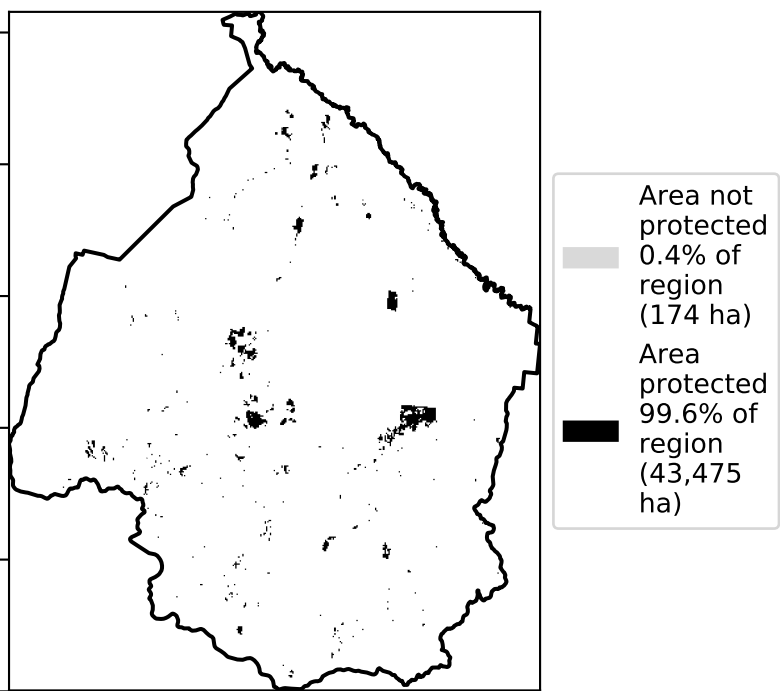 Area not
protected
0.4% of
region
(174 ha)
Area
protected
99.6% of
region
(43,475
ha)